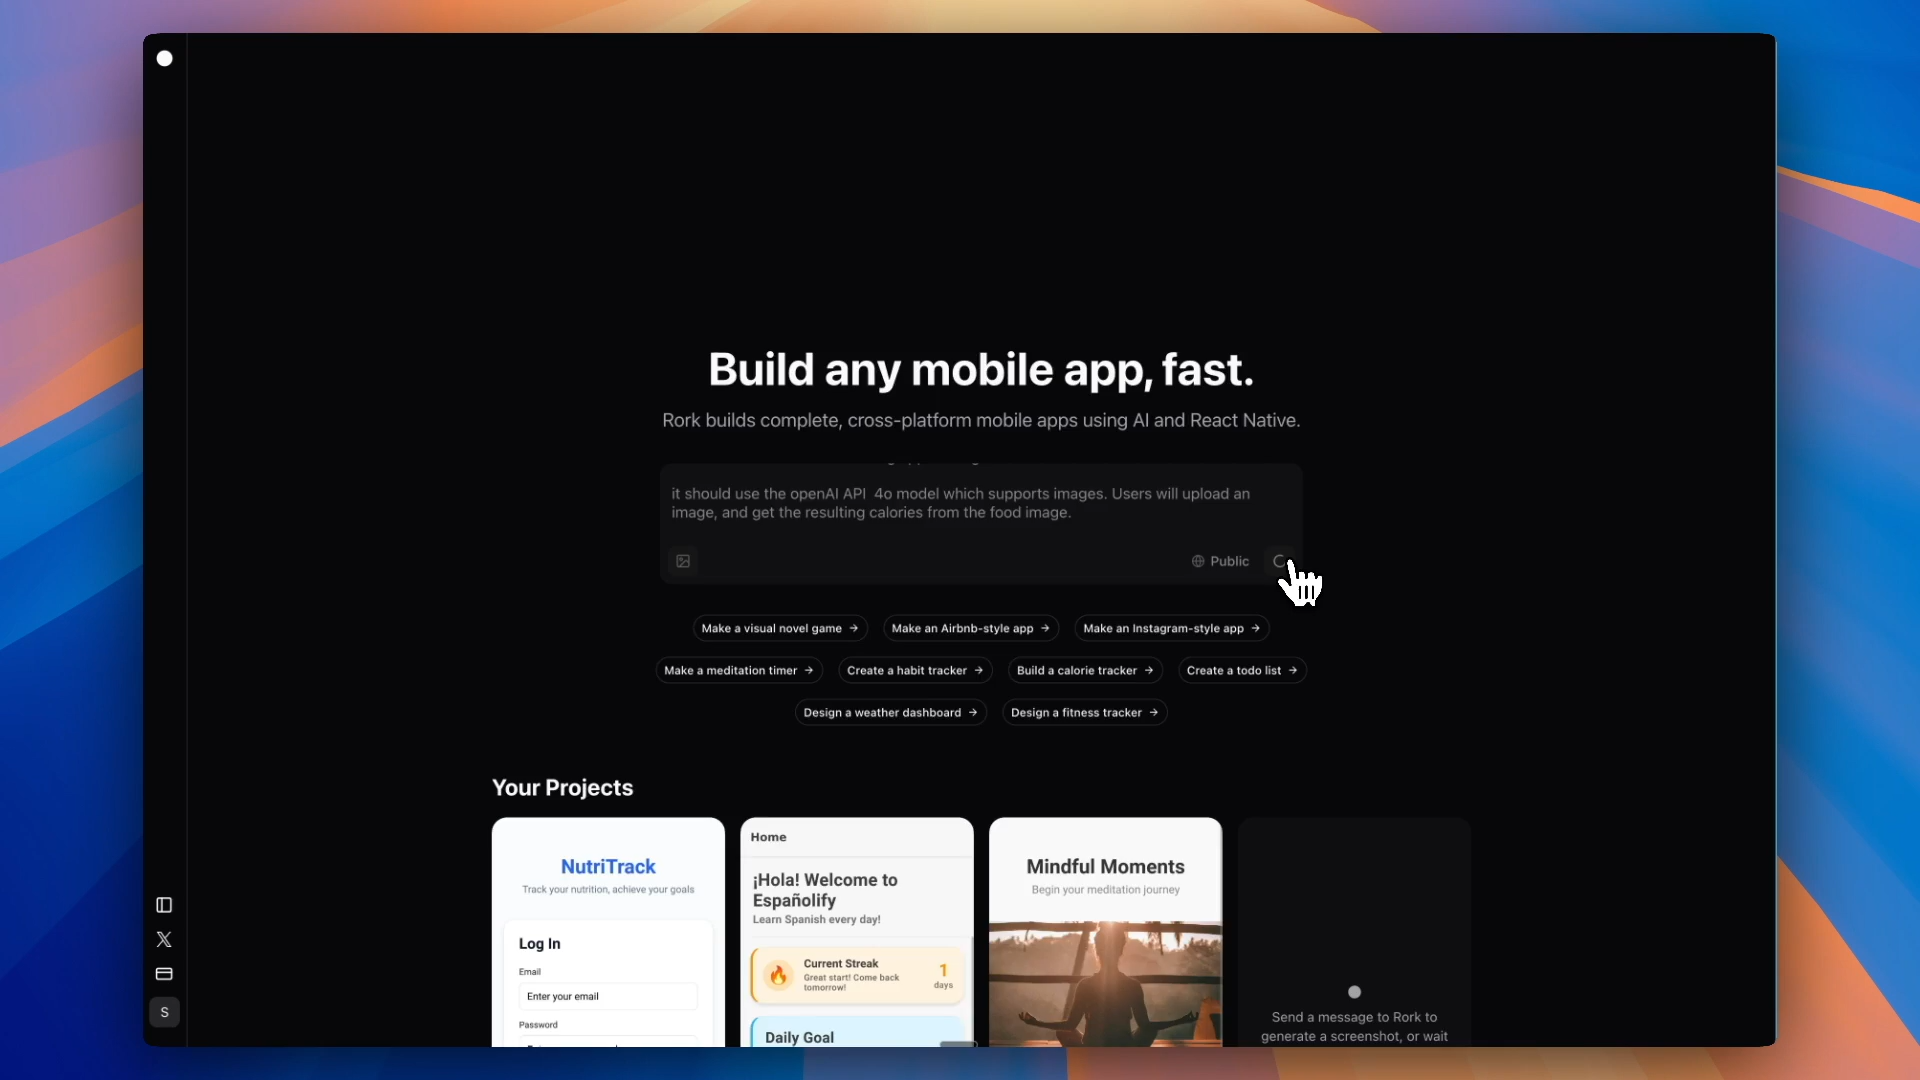 Build any mobile app, fast.
Rork builds complete, cross-platform mobile apps using AI and React Native.
it should use the openAI API 4o model which supports images. Users will upload an
image, and get the resulting calories from the food image.
Public
Make a visual novel game →
Make an Airbnb-style app →
Make an Instagram-style app →
Make a meditation timer →
Create a habit tracker →
Build a calorie tracker →
Create a todo list →
Design a weather dashboard →
Design a fitness tracker →
Your Projects
NutriTrack
Track your nutrition, achieve your goals
Log In
Email
Enter your email
Password
Home
¡Hola! Welcome to
Españolify
Learn Spanish every day!
Current Streak
Great start! Come back
tomorrow!
1
days
Daily Goal
Mindful Moments
Begin your meditation journey
Send a message to Rork to
generate a screenshot, or wait
S